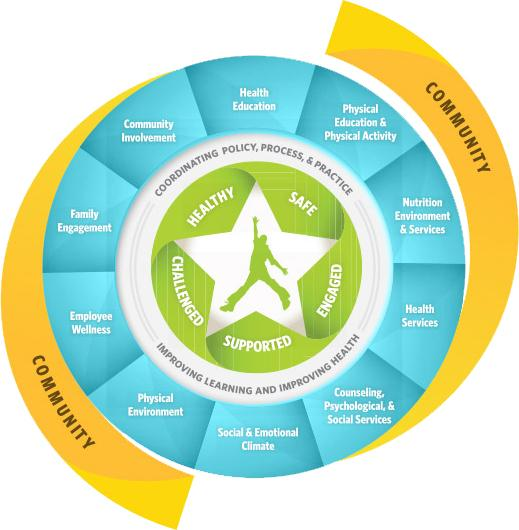 COMMUNITY
Health
Education
Physical
Education &
Physical Activity
Nutrition
Environment
& Services
Health
Services
Counseling,
Psychological, &
Social Services
Social & Emotional
Climate
Physical
Environment
Employee
Wellness
Family
Engagement
Community
Involvement
COORDINATING POLICY, PROCESS, & PRACTICE
IMPROVING LEARNING AND IMPROVING HEALTH
HEALTHY
SAFE
ENGAGED
SUPPORTED
CHALLENGED
COMMUNITY